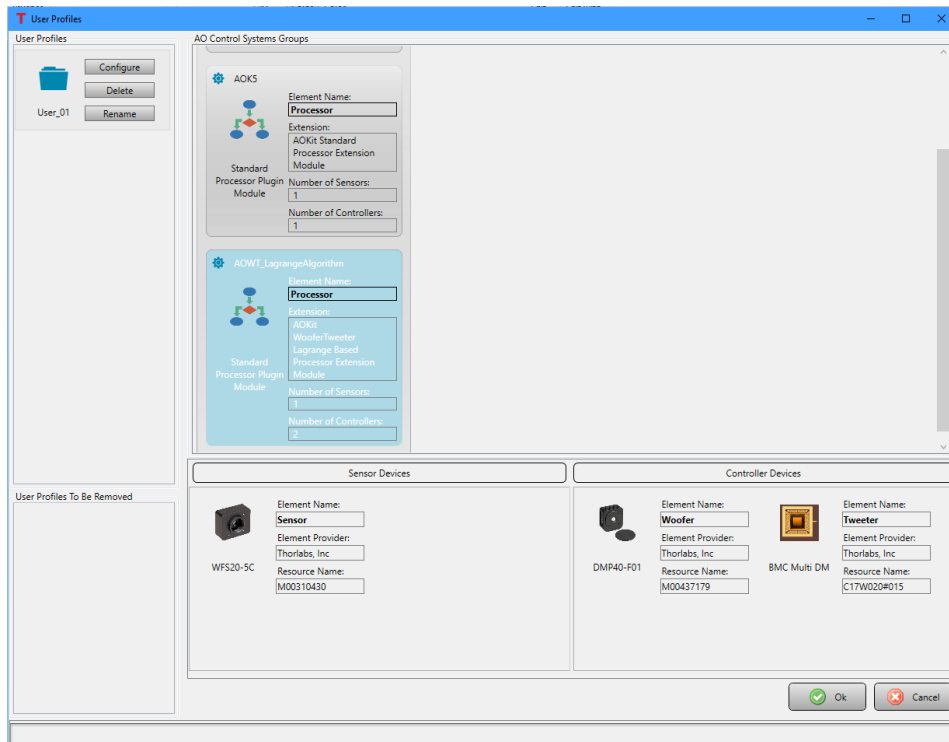 User Profiles
User Profiles
AO Control Systems Groups
Configure
Delete
User_01
Rename
AOK5
Element Name:
Processor
Extension:
AOKit Standard
Processor Extension
Module
Standard
Processor Plugin
Module
Number of Sensors:
1
Number of Controllers:
1
AOWT_LagrangeAlgorithm
Element Name:
Processor
Extension:
AOKit
WooferTweeter
Lagrange Based
Processor Extension
Module
Standard
Processor Plugin
Module
Number of Sensors:
1
Number of Controllers:
2
Sensor Devices
Controller Devices
User Profiles To Be Removed
WFS20-5C
Element Name:
Sensor
Element Provider:
Thorlabs, Inc
Resource Name:
M00310430
DMP40-F01
Element Name:
Woofer
Element Provider:
Thorlabs, Inc
Resource Name:
M00437179
BMC Multi DM
Element Name:
Tweeter
Element Provider:
Thorlabs, Inc
Resource Name:
C17W020#015
Ok
Cancel